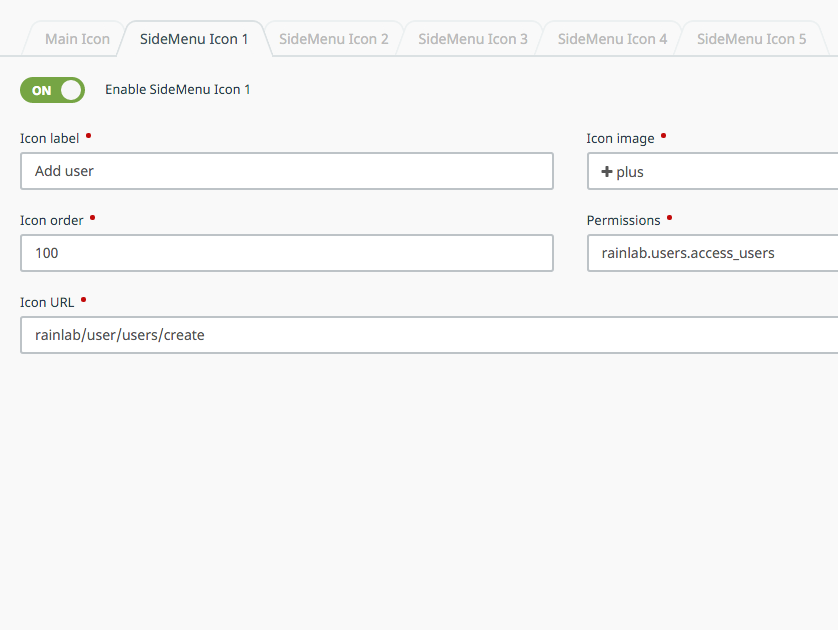 Main Icon SideMenu Icon 1 SideMenu Icon 2 SideMenu Icon 3 SideMenu Icon 4 SideMenu Icon 5
ON Enable SideMenu Icon 1
Icon label Icon image
Add user plus
Icon order Permissions
100 rainlab.users.access_users
Icon URL
rainlab/user/users/create